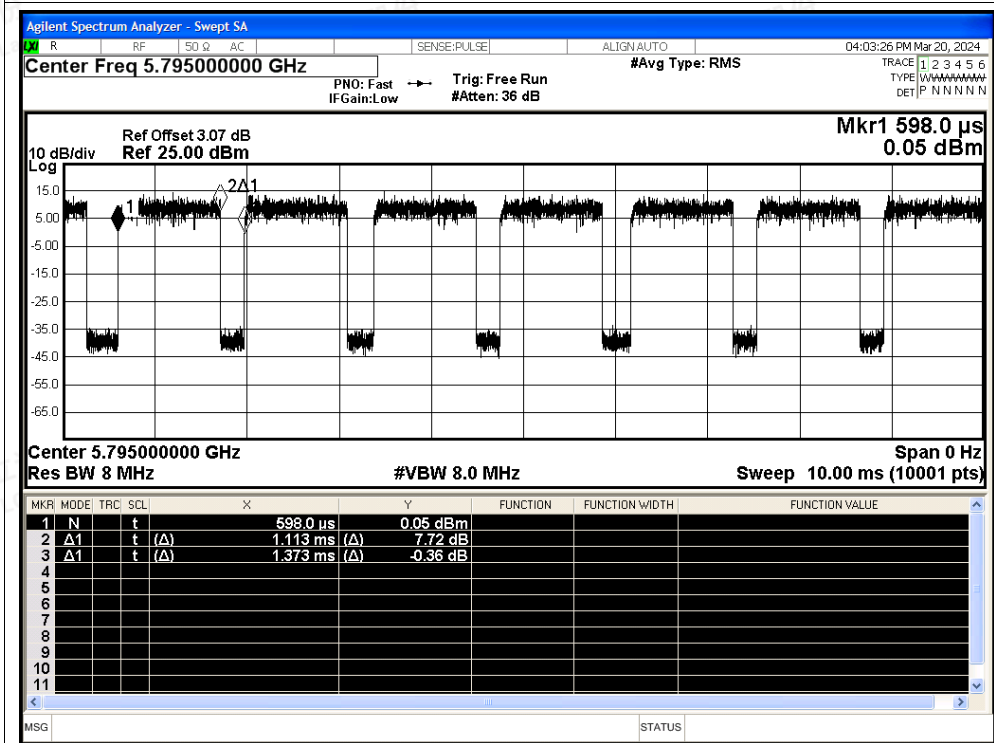 Agilent Spectrum Analyzer - Swept SA
LXI R RF 50 Ω AC SENSE:PULSE ALIGN AUTO 04:03:26 PM Mar 20, 2024
Center Freq 5.795000000 GHz #Avg Type: RMS TRACE 1 2 3 4 5 6
PNO: Fast Trig: Free Run TYPE W
IFGain:Low #Atten: 36 dB DET P N N N N N
Mkr1 598.0 µs
Ref Offset 3.07 dB
10 dB/div Ref 25.00 dBm 0.05 dBm
Log
15.0
2Δ1
1
5.00
-5.00
-15.0
-25.0
-35.0
-45.0
-55.0
-65.0
Center 5.795000000 GHz Span 0 Hz
Res BW 8 MHz #VBW 8.0 MHz Sweep 10.00 ms (10001 pts)
MKR MODE TRC SCL X Y FUNCTION FUNCTION WIDTH FUNCTION VALUE
1 N t 598.0 µs 0.05 dBm
2 Δ1 t (Δ) 1.113 ms (Δ) 7.72 dB
3 Δ1 t (Δ) 1.373 ms (Δ) -0.36 dB
4
5
6
7
8
9
10
11
MSG STATUS